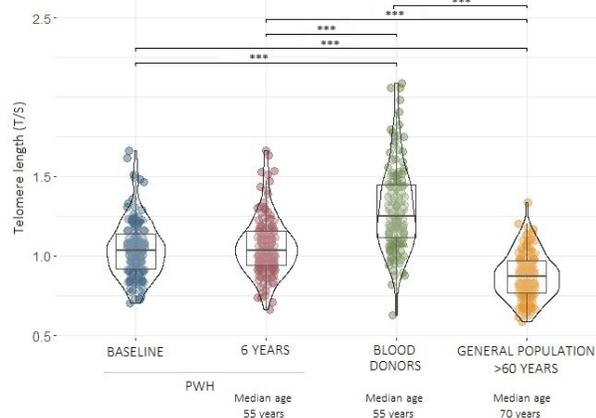 ***
2.5
***
***
***
***
Telomere length (T/S)
1.5
1.0
0.5
BASELINE
6 YEARS
BLOOD
DONORS
GENERAL POPULATION
>60 YEARS
PWH
Median age
55 years
Median age
55 years
Median age
70 years